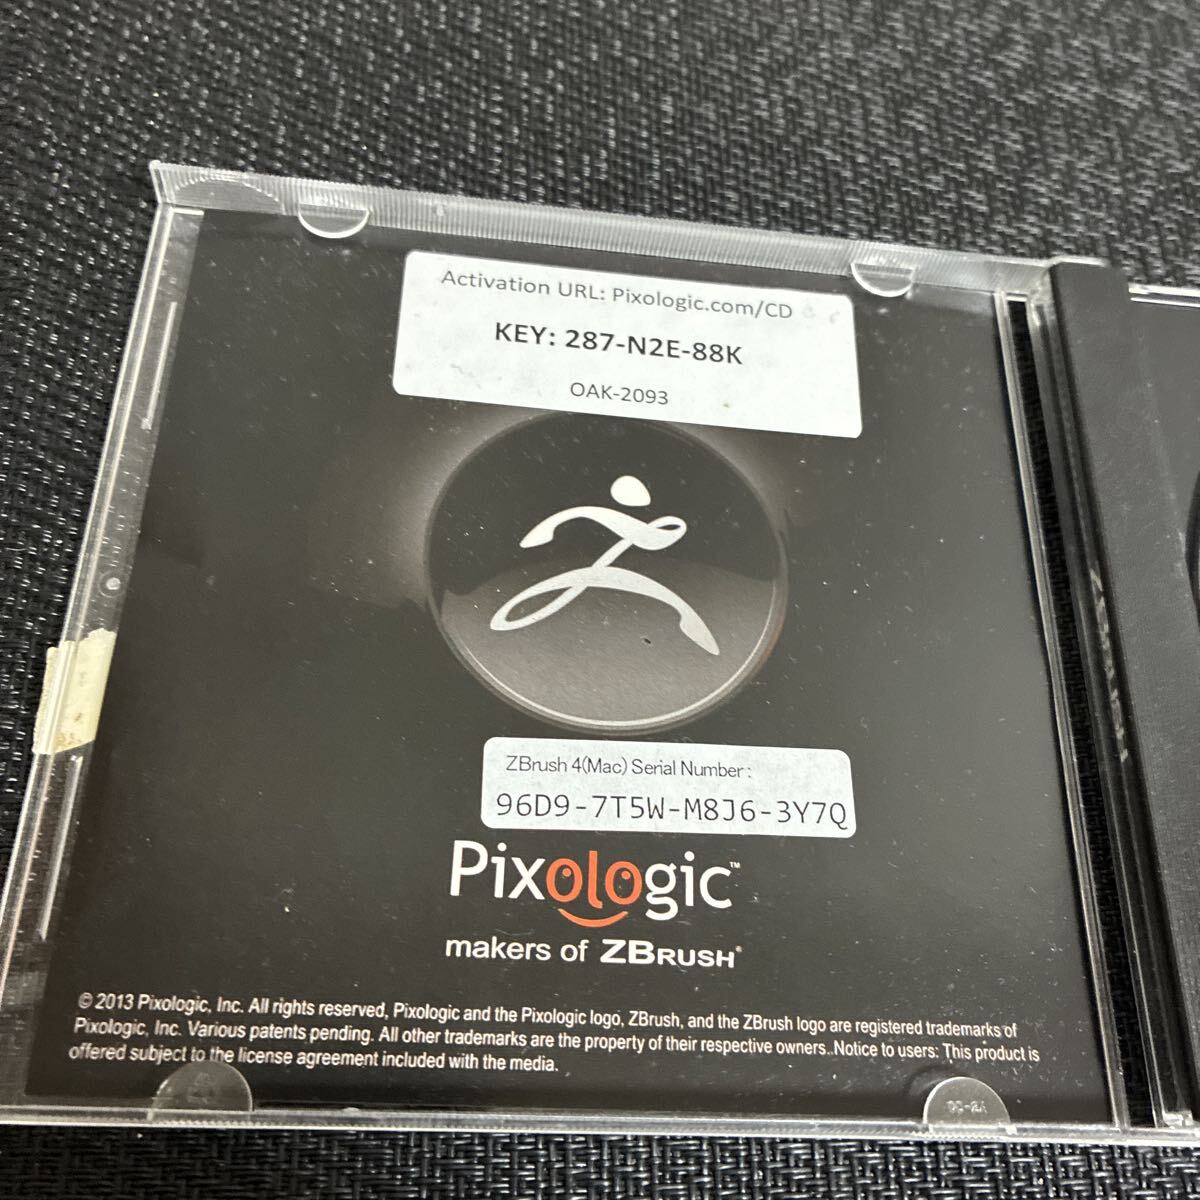 Activation URL: Pixologic.com/CD
KEY: 287-N2E-88K
OAK-2093
ZBrush 4(Mac) Serial Number:
96D9-7T5W-M8J6-3Y7Q
Pixologic™
makers of ZBRUSH®
© 2013 Pixologic, Inc. All rights reserved, Pixologic and the Pixologic logo, ZBrush, and the ZBrush logo are registered trademarks of
Pixologic, Inc. Various patents pending. All other trademarks are the property of their respective owners. Notice to users: This product is
offered subject to the license agreement included with the media.